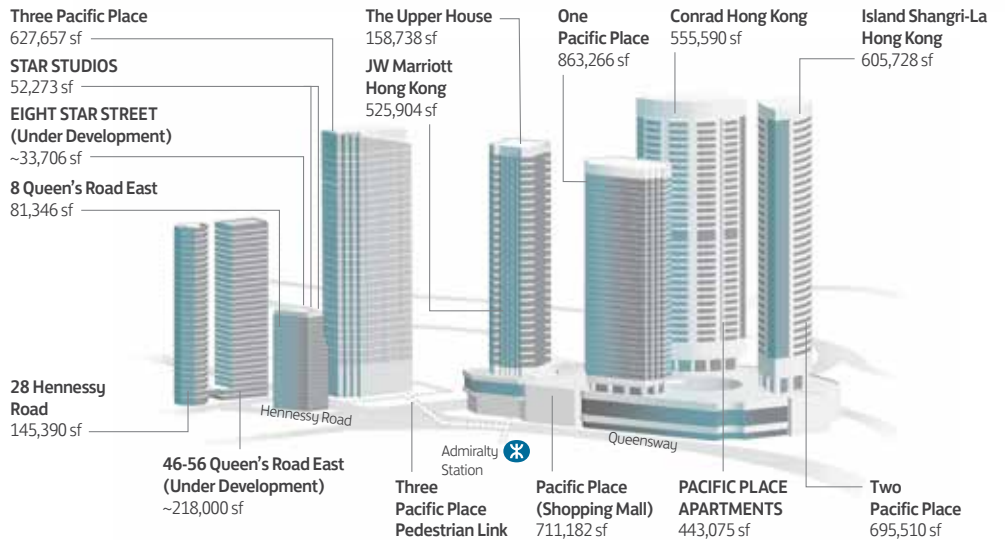 Three Pacific Place
627,657 sf
STAR STUDIOS
52,273 sf
EIGHT STAR STREET
(Under Development)
~33,706 sf
8 Queen's Road East
81,346 sf
The Upper House
158,738 sf
JW Marriott
Hong Kong
525,904 sf
One
Pacific Place
863,266 sf
Conrad Hong Kong
555,590 sf
Island Shangri-La
Hong Kong
605,728 sf
28 Hennessy
Road
145,390 sf
Hennessy Road
46-56 Queen's Road East
(Under Development)
~218,000 sf
Admiralty
Station
Queensway
Three
Pacific Place
Pedestrian Link
Pacific Place
(Shopping Mall)
711,182 sf
PACIFIC PLACE
APARTMENTS
443,075 sf
Two
Pacific Place
695,510 sf